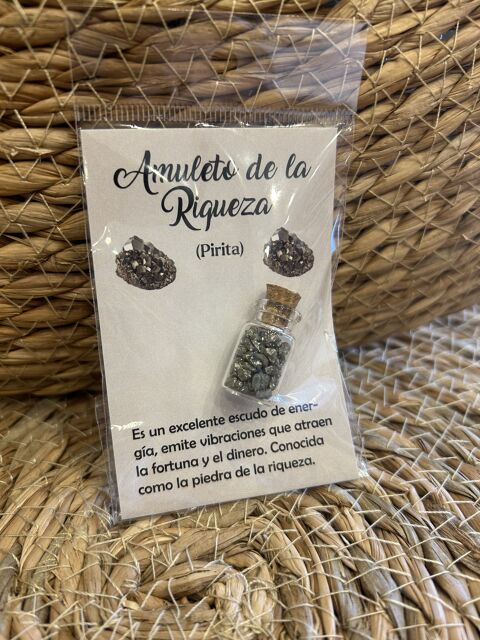 Amuleto de la
Riqueza
(Pirita)
Es un excelente escudo de ener-
gía, emite vibraciones que atraen
la fortuna y el dinero. Conocida
como la piedra de la riqueza.